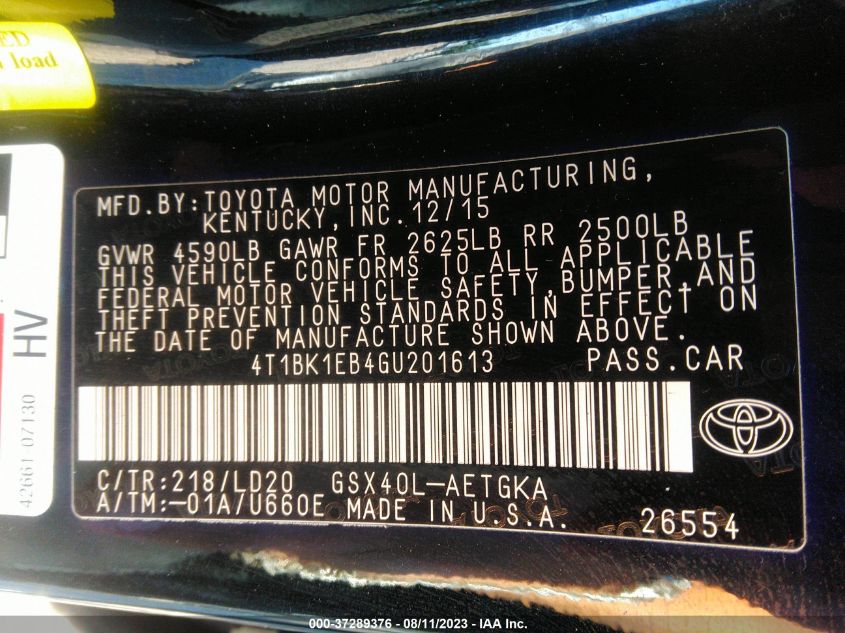 ED
load
HV
42661-07130
MFD.BY:TOYOTA MOTOR MANUFACTURING,
KENTUCKY,INC.12/15
GVWR 4590LB GAWR FR 2625LB RR 2500LB
THIS VEHICLE CONFORMS TO ALL APPLICABLE
FEDERAL MOTOR VEHICLE SAFETY,BUMPER,AND
THEFT PREVENTION STANDARDS IN EFFECT ON
THE DATE OF MANUFACTURE SHOWN ABOVE.
4T1BK1EB4GU201613 PASS.CAR
C/TR:218/LD20 GSX40L-AETGKA
A/TM:-01A/U660E MADE IN U.S.A. 26554
000-37289376 - 08/11/2023 - IAA Inc.